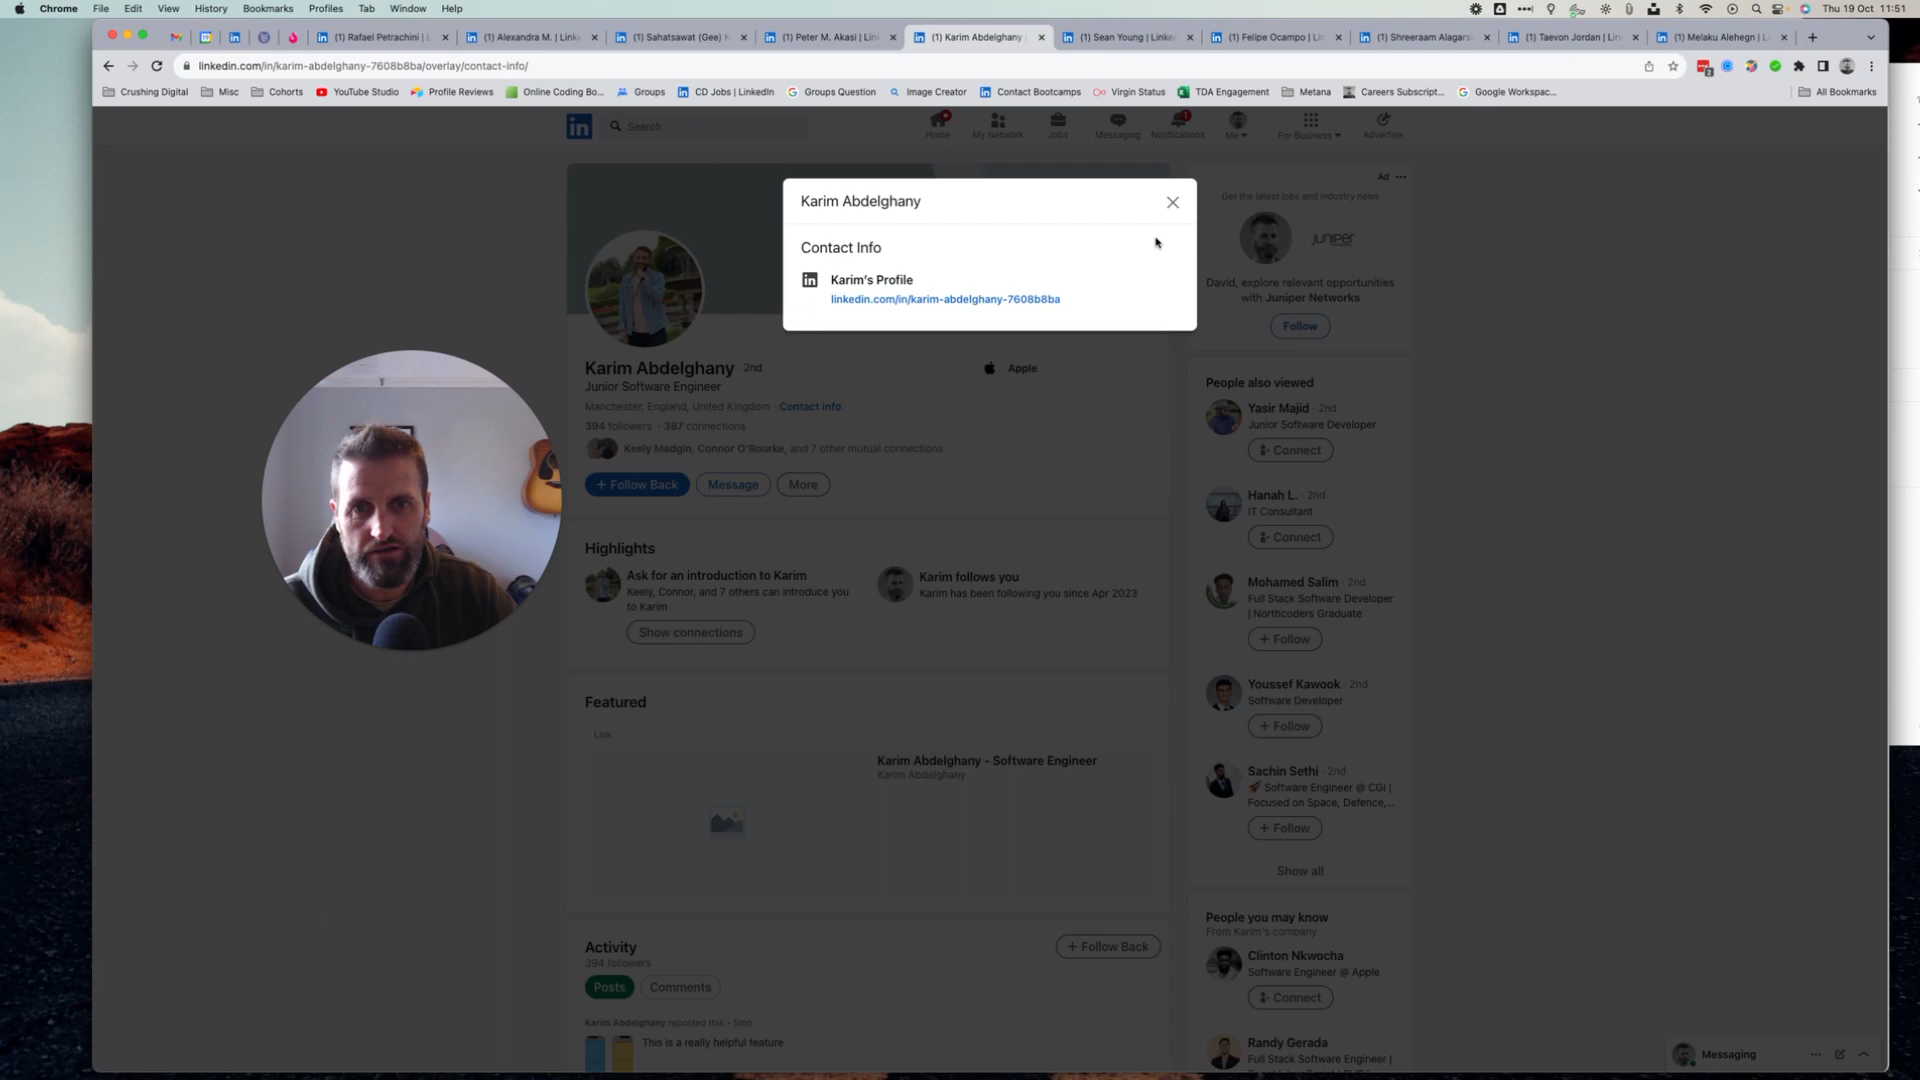 Chrome File Edit View History Bookmarks Profiles Tab Window Help
Thu 19 Oct 11:51
(1) Rafael Petrachini | L
(1) Alexandra M. | Linke
(1) Sahatsawat (Gee) K
(1) Peter M. Akasi | Link
(1) Karim Abdelghany
(1) Sean Young | Linke
(1) Felipe Ocampo | Lin
(1) Shreeraam Alagars
(1) Taevon Jordan | Lin
(1) Melaku Alehegn | L
linkedin.com/in/karim-abdelghany-7608b8ba/overlay/contact-info/
2
Crushing Digital Misc Cohorts YouTube Studio Profile Reviews Online Coding Bo... Groups CD Jobs | LinkedIn Groups Question Image Creator Contact Bootcamps Virgin Status TDA Engagement Metana Careers Subscript... Google Workspac... All Bookmarks
in Search
Home My Network Jobs Messaging Notifications Me For Business Advertise
1
Karim Abdelghany
Contact Info
Karim's Profile
linkedin.com/in/karim-abdelghany-7608b8ba
Ad
Get the latest jobs and industry news
JUNIPER
David, explore relevant opportunities
with Juniper Networks
Follow
Karim Abdelghany · 2nd
Apple
Junior Software Engineer
Manchester, England, United Kingdom · Contact info
394 followers · 387 connections
Keely Madgin, Connor O'Rourke, and 7 other mutual connections
+ Follow Back Message More
Highlights
Ask for an introduction to Karim
Keely, Connor, and 7 others can introduce you
to Karim
Show connections
Karim follows you
Karim has been following you since Apr 2023
Featured
Link
Karim Abdelghany - Software Engineer
Karim Abdelghany
Activity
394 followers
+ Follow Back
Posts Comments
Karim Abdelghany reposted this · 6mo
This is a really helpful feature
People also viewed
Yasir Majid · 2nd
Junior Software Developer
Connect
Hanah L. · 2nd
IT Consultant
Connect
Mohamed Salim · 2nd
Full Stack Software Developer
| Northcoders Graduate
+ Follow
Youssef Kawook · 2nd
Software Developer
+ Follow
Sachin Sethi · 2nd
🚀 Software Engineer @ CGI |
Focused on Space, Defence,...
+ Follow
Show all
People you may know
From Karim's company
Clinton Nkwocha
Software Engineer @ Apple
Connect
Randy Gerada
Full Stack Software Engineer |
Messaging